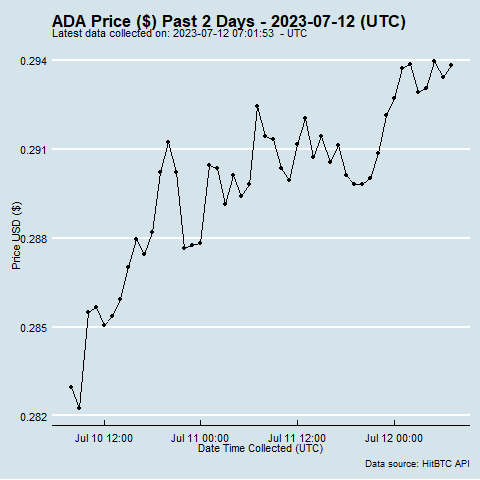 ADA Price ($) Past 2 Days - 2023-07-12 (UTC)
Latest data collected on: 2023-07-12 07:01:53 - UTC
0.294
0.291
0.288
0.285
0.282
Price USD ($)
Jul 10 12:00 Jul 11 00:00 Jul 11 12:00 Jul 12 00:00
Date Time Collected (UTC)
Data source: HitBTC API